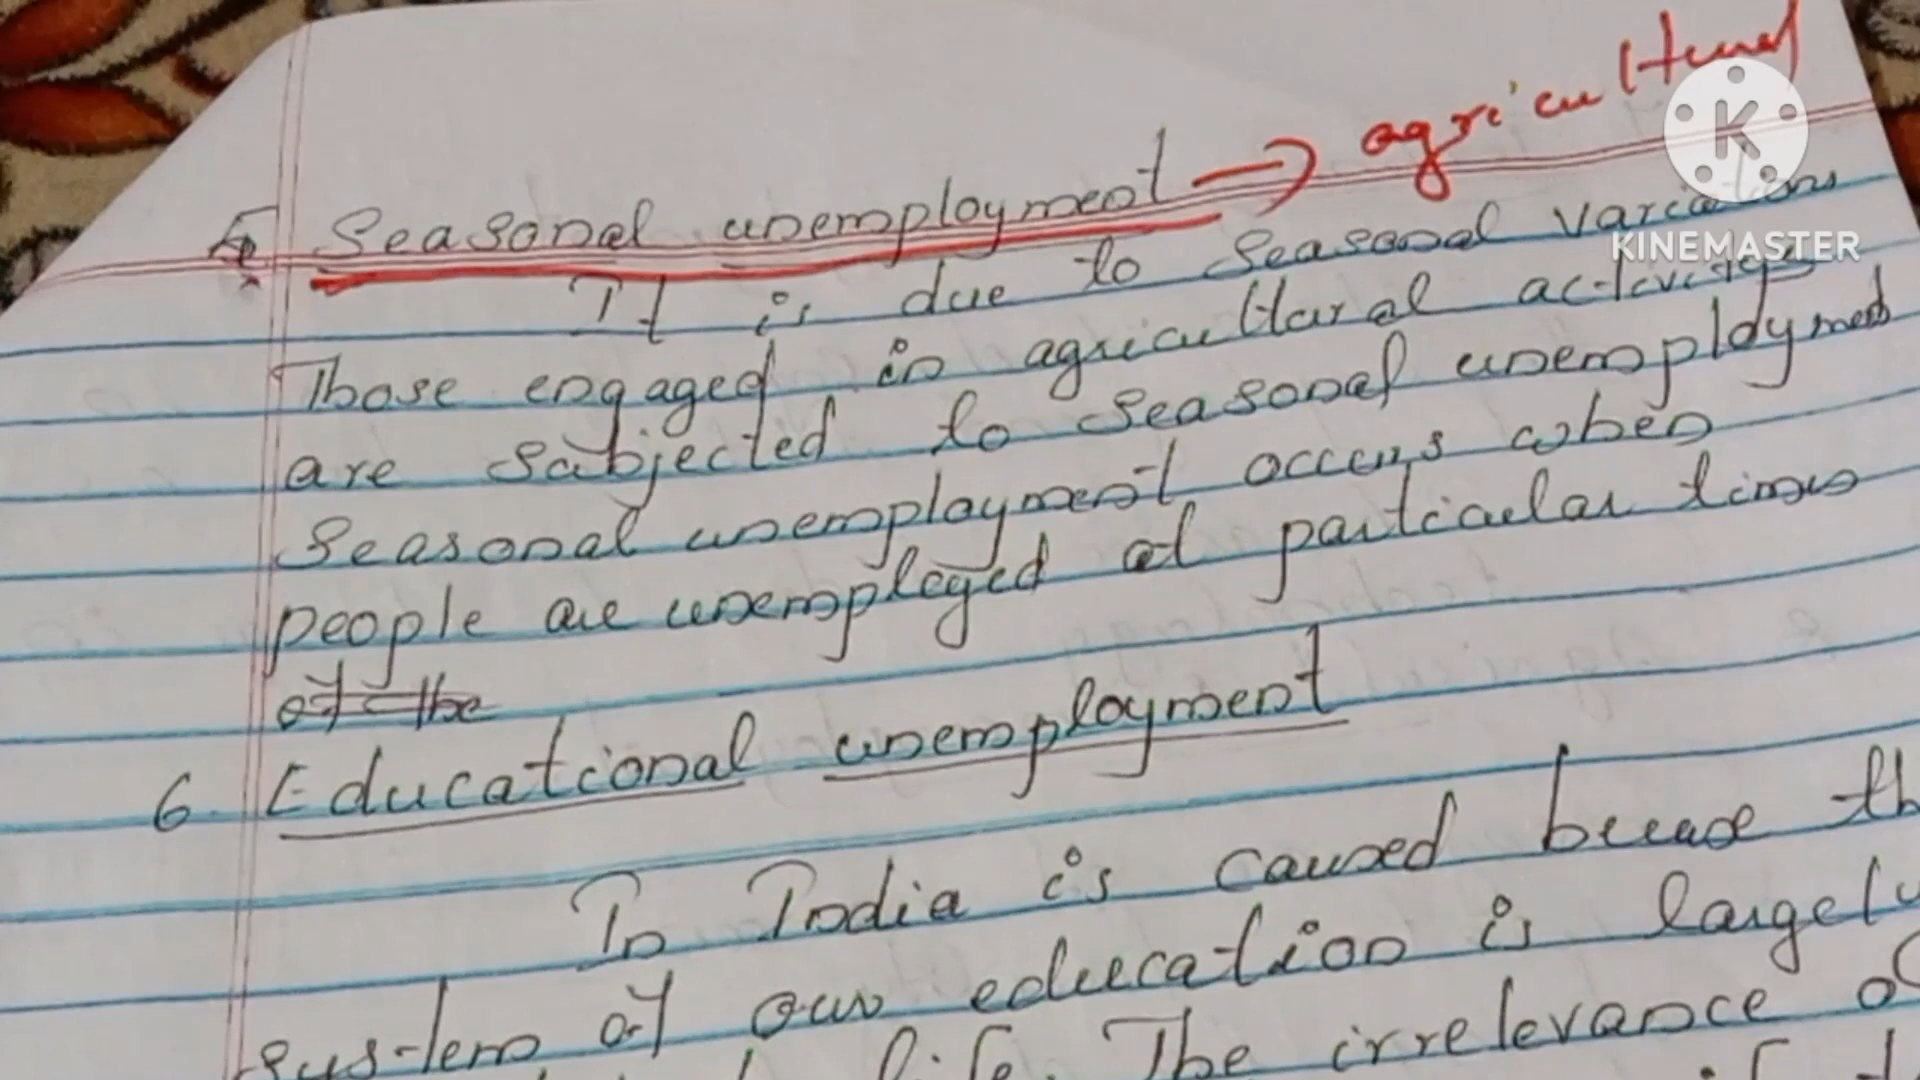 5. Seasonal unemployment → agricultural
It is due to seasonal variations
Those engaged in agricultural activities
are subjected to seasonal unemployment
Seasonal unemployment occurs when
people are unemployed at particular times
of the
6. Educational unemployment
In India is caused becuase th
system of our education is largely
life. The irrelevance of
KINEMASTER